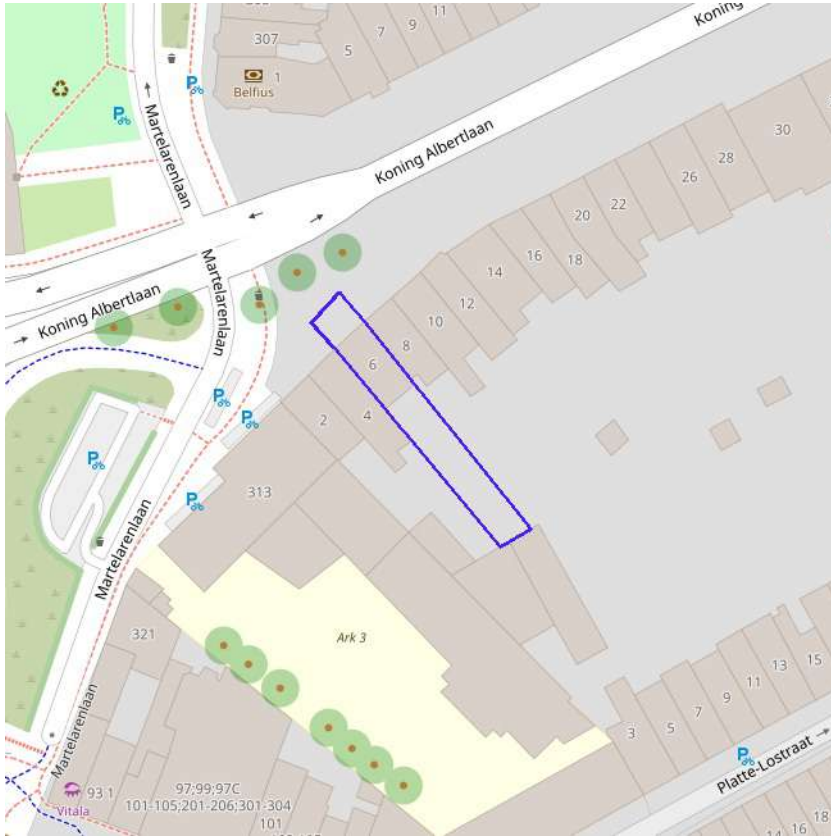 Koning
11
9
7
5
307
1
Belfius
Martelarenlaan
Koning Albertlaan
30
28
26
22
20
18
16
14
12
10
8
6
4
2
Martelarenlaan
Koning Albertlaan
313
Martelarenlaan
Ark 3
321
15
13
11
9
7
5
3
Platte-Lostraat
Martelarenlaan
93 1
Vitala
97;99;97C
101-105;201-206;301-304
101
14
16
18